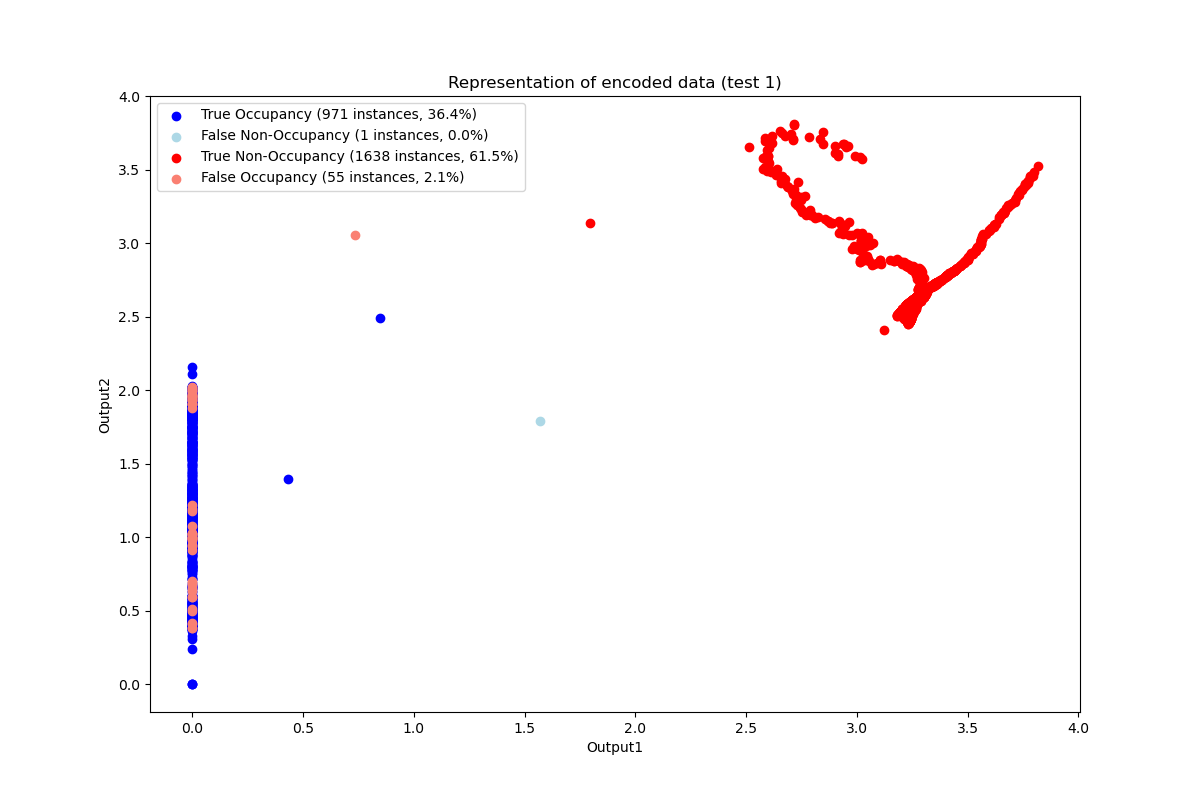 Representation of encoded data (test 1)
True Occupancy (971 instances, 36.4%)
False Non-Occupancy (1 instances, 0.0%)
True Non-Occupancy (1638 instances, 61.5%)
False Occupancy (55 instances, 2.1%)
4.0
3.5
3.0
2.5
2.0
1.5
1.0
0.5
0.0
Output2
0.0 0.5 1.0 1.5 2.0 2.5 3.0 3.5 4.0
Output1